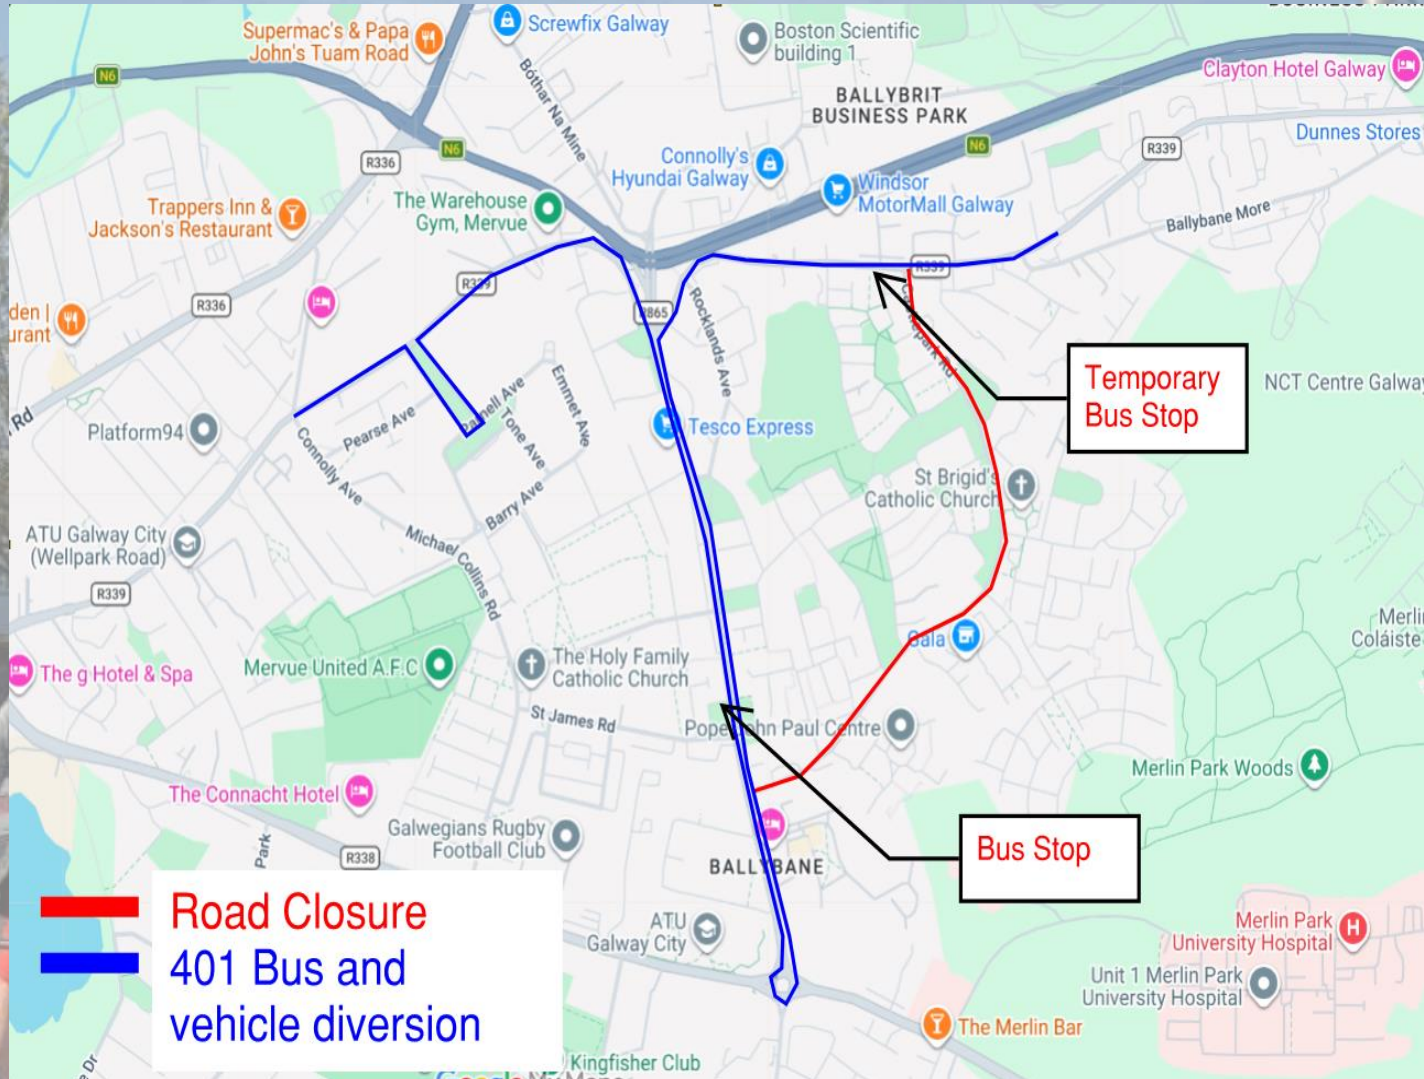 Supermac's & Papa
John's Tuam Road
Screwfix Galway
Boston Scientific
building 1
Clayton Hotel Galway
N6
Bóthar Na Mine
BALLYBRIT
BUSINESS PARK
Dunnes Stores
N6
N6
R336
R339
Connolly's
Hyundai Galway
Windsor
MotorMall Galway
The Warehouse
Gym, Mervue
Trappers Inn &
Jackson's Restaurant
Ballybane More
R339
R339
R336
R865
Rocklands Ave
Temporary
Bus Stop
NCT Centre Galway
Emmet Ave
Parnell Ave
Tone Ave
Pearse Ave
Rd
Platform94
Connolly Ave
Tesco Express
St Brigid's
Catholic Church
Barry Ave
ATU Galway City
(Wellpark Road)
Michael Collins Rd
R339
Gala
The g Hotel & Spa
Mervue United A.F.C
The Holy Family
Catholic Church
St James Rd
Pope John Paul Centre
Merlin Park Woods
The Connacht Hotel
Galwegians Rugby
Football Club
Park
R338
BALLYBANE
Bus Stop
Road Closure
401 Bus and
vehicle diversion
ATU
Galway City
Merlin Park
University Hospital
Unit 1 Merlin Park
University Hospital
The Merlin Bar
Kingfisher Club